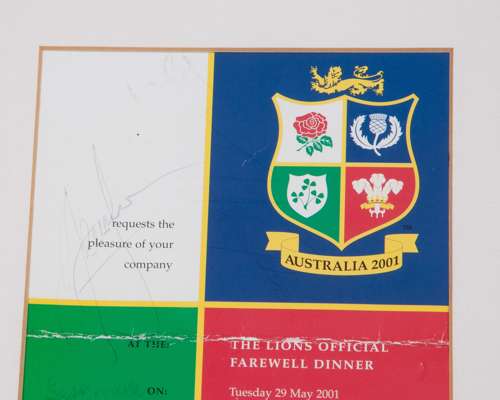 AUSTRALIA 2001
TM
requests the
pleasure of your
company
AT THE:
THE LIONS OFFICIAL
FAREWELL DINNER
ON:
Tuesday 29 May 2001